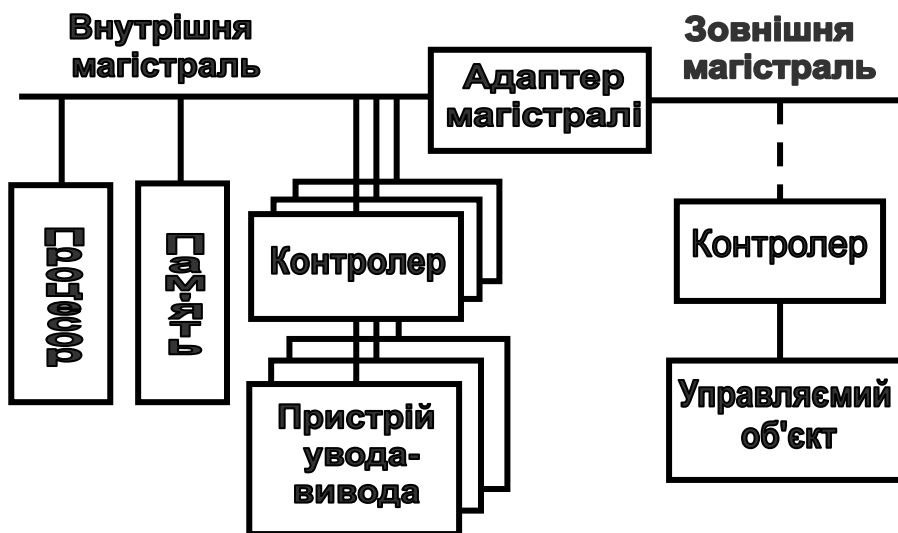 Внутрішня
магістраль
Зовнішня
магістраль
Адаптер
магістралі
Процесор
Пам'ять
Контролер
Контролер
Пристрій
увода-
вивода
Управляємий
об'єкт